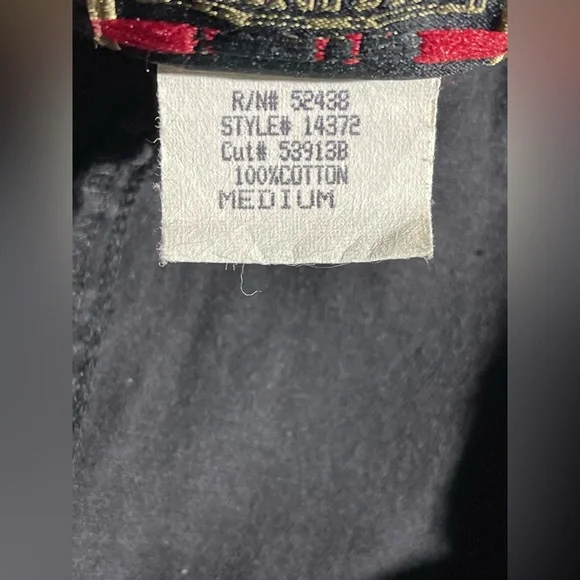 R/N# 52438
STYLE# 14372
Cut# 53913B
100%COTTON
MEDIUM